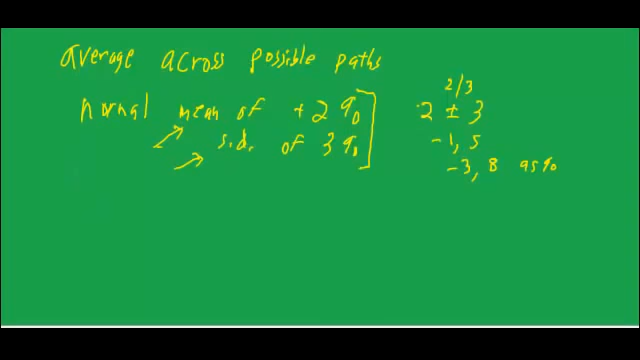 average across possible paths
normal mean of + 2 %
s.d. of 3 %
2/3
2 ± 3
-1, 5
-3, 8 95%